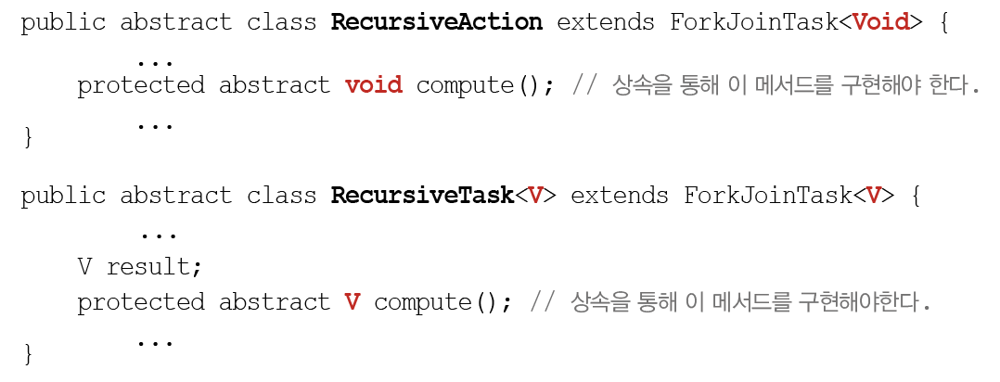 public abstract class RecursiveAction extends ForkJoinTask<Void> {
...
protected abstract void compute(); // 상속을 통해 이 메서드를 구현해야 한다.
...
}
public abstract class RecursiveTask<V> extends ForkJoinTask<V> {
...
V result;
protected abstract V compute(); // 상속을 통해 이 메서드를 구현해야한다.
...
}